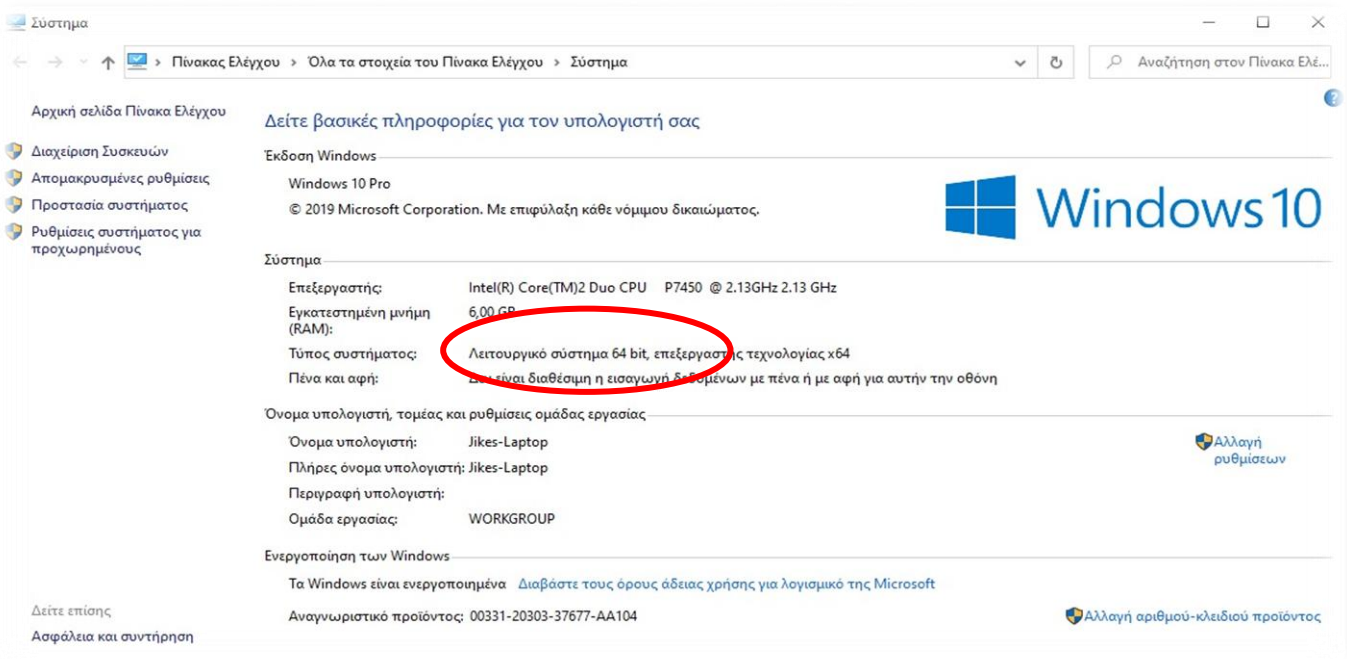 Σύστημα
Πίνακας Ελέγχου › Όλα τα στοιχεία του Πίνακα Ελέγχου › Σύστημα
Αναζήτηση στον Πίνακα Ελέ...
Αρχική σελίδα Πίνακα Ελέγχου
Διαχείριση Συσκευών
Απομακρυσμένες ρυθμίσεις
Προστασία συστήματος
Ρυθμίσεις συστήματος για
προχωρημένους
Δείτε βασικές πληροφορίες για τον υπολογιστή σας
Έκδοση Windows
Windows 10 Pro
© 2019 Microsoft Corporation. Με επιφύλαξη κάθε νόμιμου δικαιώματος.
Windows 10
Σύστημα
Επεξεργαστής: Intel(R) Core(TM)2 Duo CPU P7450 @ 2.13GHz 2.13 GHz
Εγκατεστημένη μνήμη 6,00 GB
(RAM):
Τύπος συστήματος: Λειτουργικό σύστημα 64 bit, επεξεργαστής τεχνολογίας x64
Πένα και αφή: Δεν είναι διαθέσιμη η εισαγωγή δεδομένων με πένα ή με αφή για αυτήν την οθόνη
Όνομα υπολογιστή, τομέας και ρυθμίσεις ομάδας εργασίας
Όνομα υπολογιστή: Jikes-Laptop
Πλήρες όνομα υπολογιστή: Jikes-Laptop
Περιγραφή υπολογιστή:
Ομάδα εργασίας: WORKGROUP
Αλλαγή
ρυθμίσεων
Ενεργοποίηση των Windows
Τα Windows είναι ενεργοποιημένα Διαβάστε τους όρους άδειας χρήσης για λογισμικό της Microsoft
Αναγνωριστικό προϊόντος: 00331-20303-37677-AA104
Αλλαγή αριθμού-κλειδιού προϊόντος
Δείτε επίσης
Ασφάλεια και συντήρηση